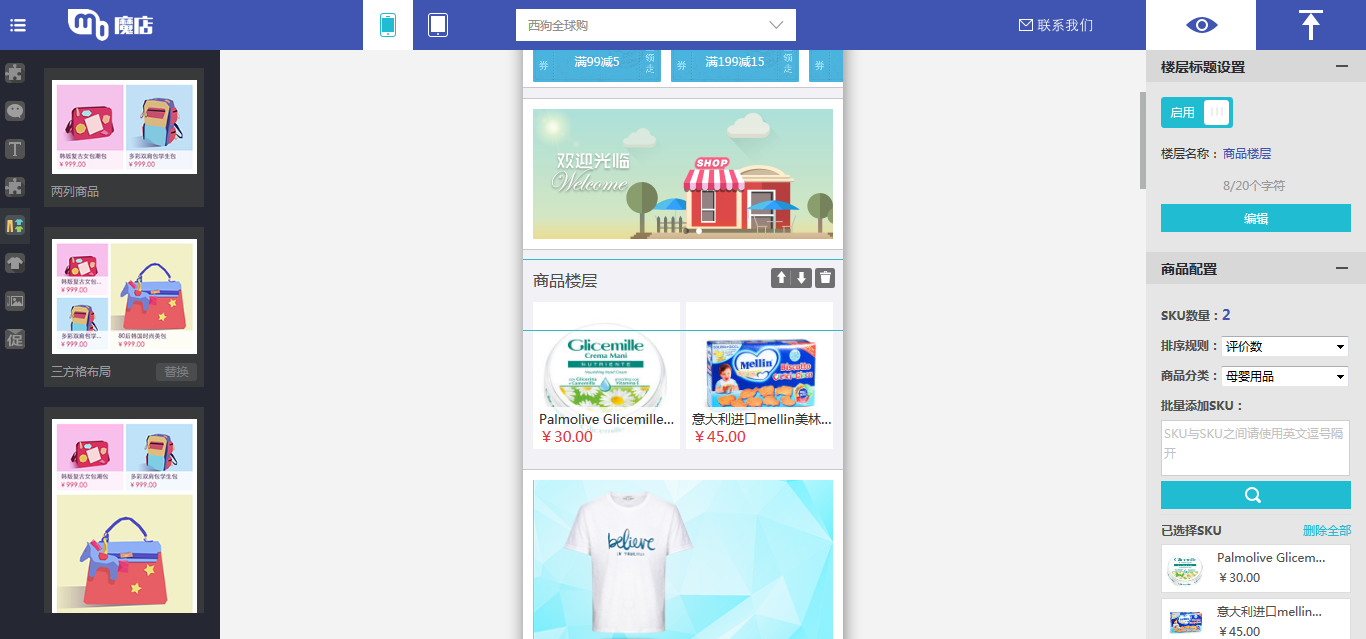 魔店
西狗全球购
联系我们
韩版复古女包潮包
￥999.00
多彩双肩包学生包
￥999.00
两列商品
韩版复古女包...
￥999.00
多彩双肩包学...
￥999.00
80后韩国时尚美包
￥999.00
三方格布局
替换
韩版复古女包潮包
￥999.00
多彩双肩包学生包
￥999.00
T
促
券
满99减5
领走
券
满199减15
领走
券
欢迎光临
Welcome
SHOP
商品楼层
Glicemille
Crema Mani
NUTRIENTE
Palmolive Glicemille...
￥30.00
Mellin
Biscotto
意大利进口mellin美林...
￥45.00
believe
IN YOURSELF
楼层标题设置
启用
楼层名称：商品楼层
8/20个字符
编辑
商品配置
SKU数量：2
排序规则：评价数
商品分类：母婴用品
批量添加SKU：
SKU与SKU之间请使用英文逗号隔
开
已选择SKU
删除全部
Palmolive Glicem...
￥30.00
意大利进口mellin...
￥45.00